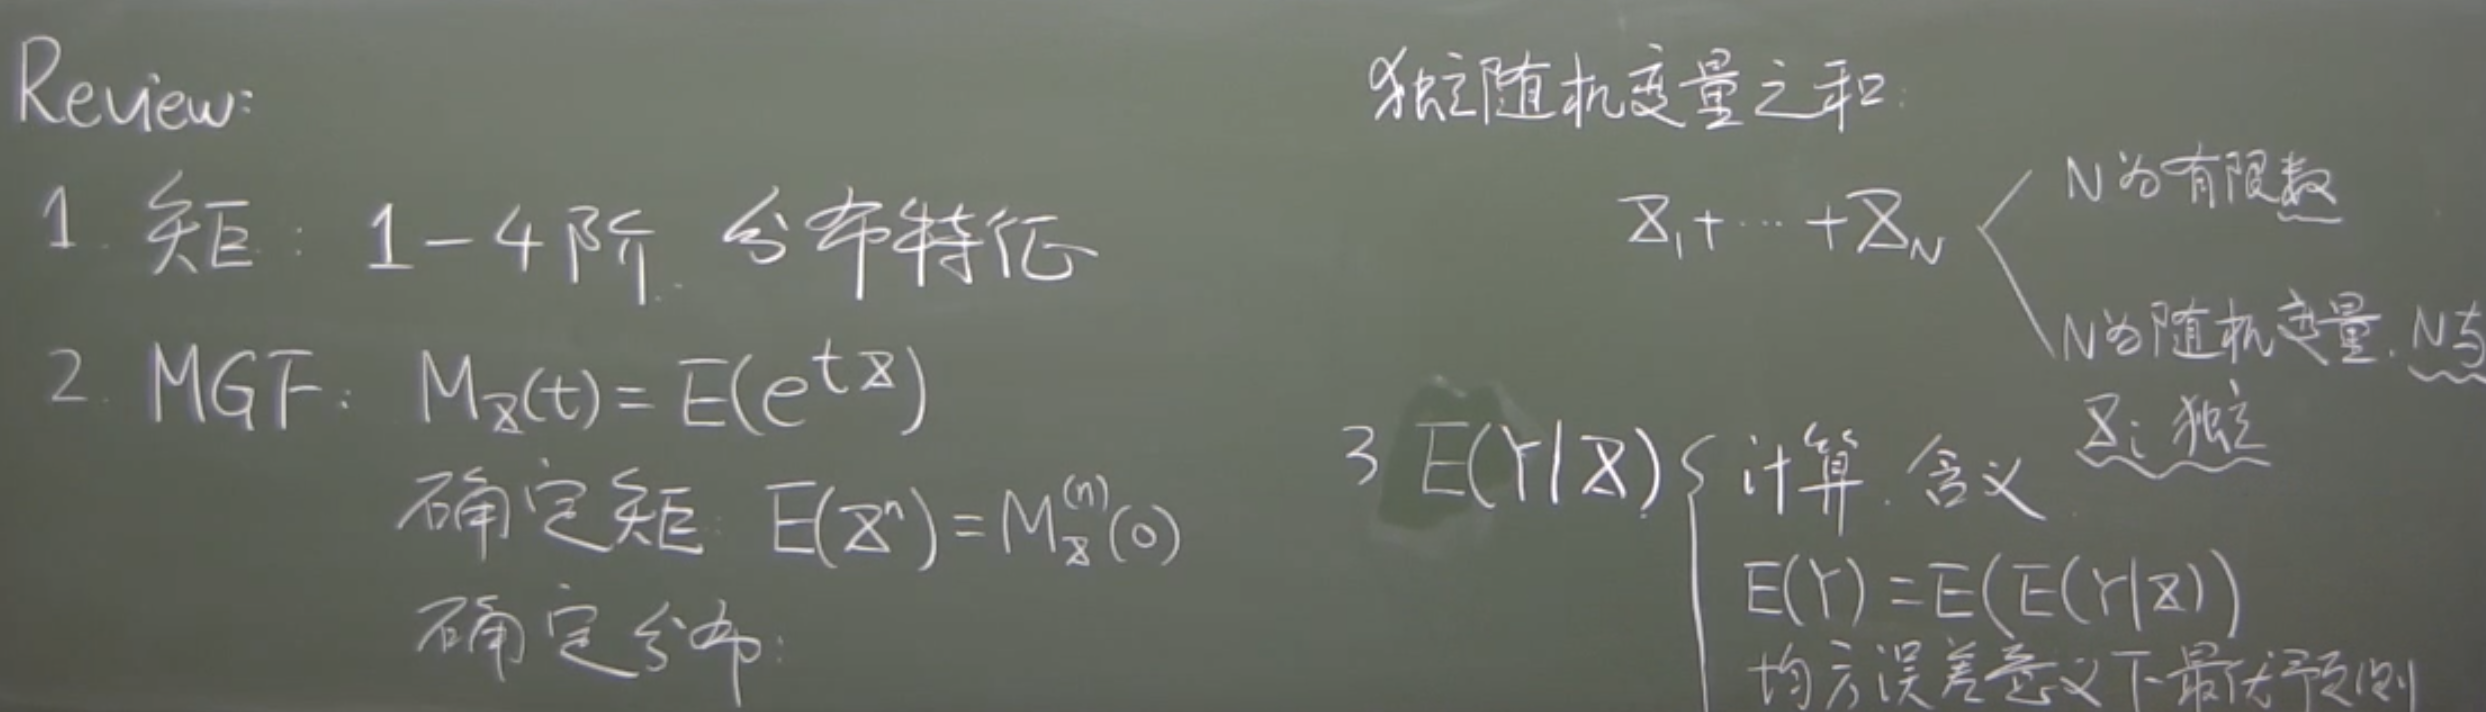 Review:
1. 矩: 1-4阶. 分布特征
2. MGF: M_X(t) = E(e^{tX})
确定矩: E(X^n) = M_X^{(n)}(0)
确定分布:
独立随机变量之和:
X_1 + ... + X_N
N为有限数
N为随机变量. N与
X_i 独立
3 E(Y|X) { 计算. 含义.
E(Y) = E(E(Y|X))
均方误差意义下最优预测